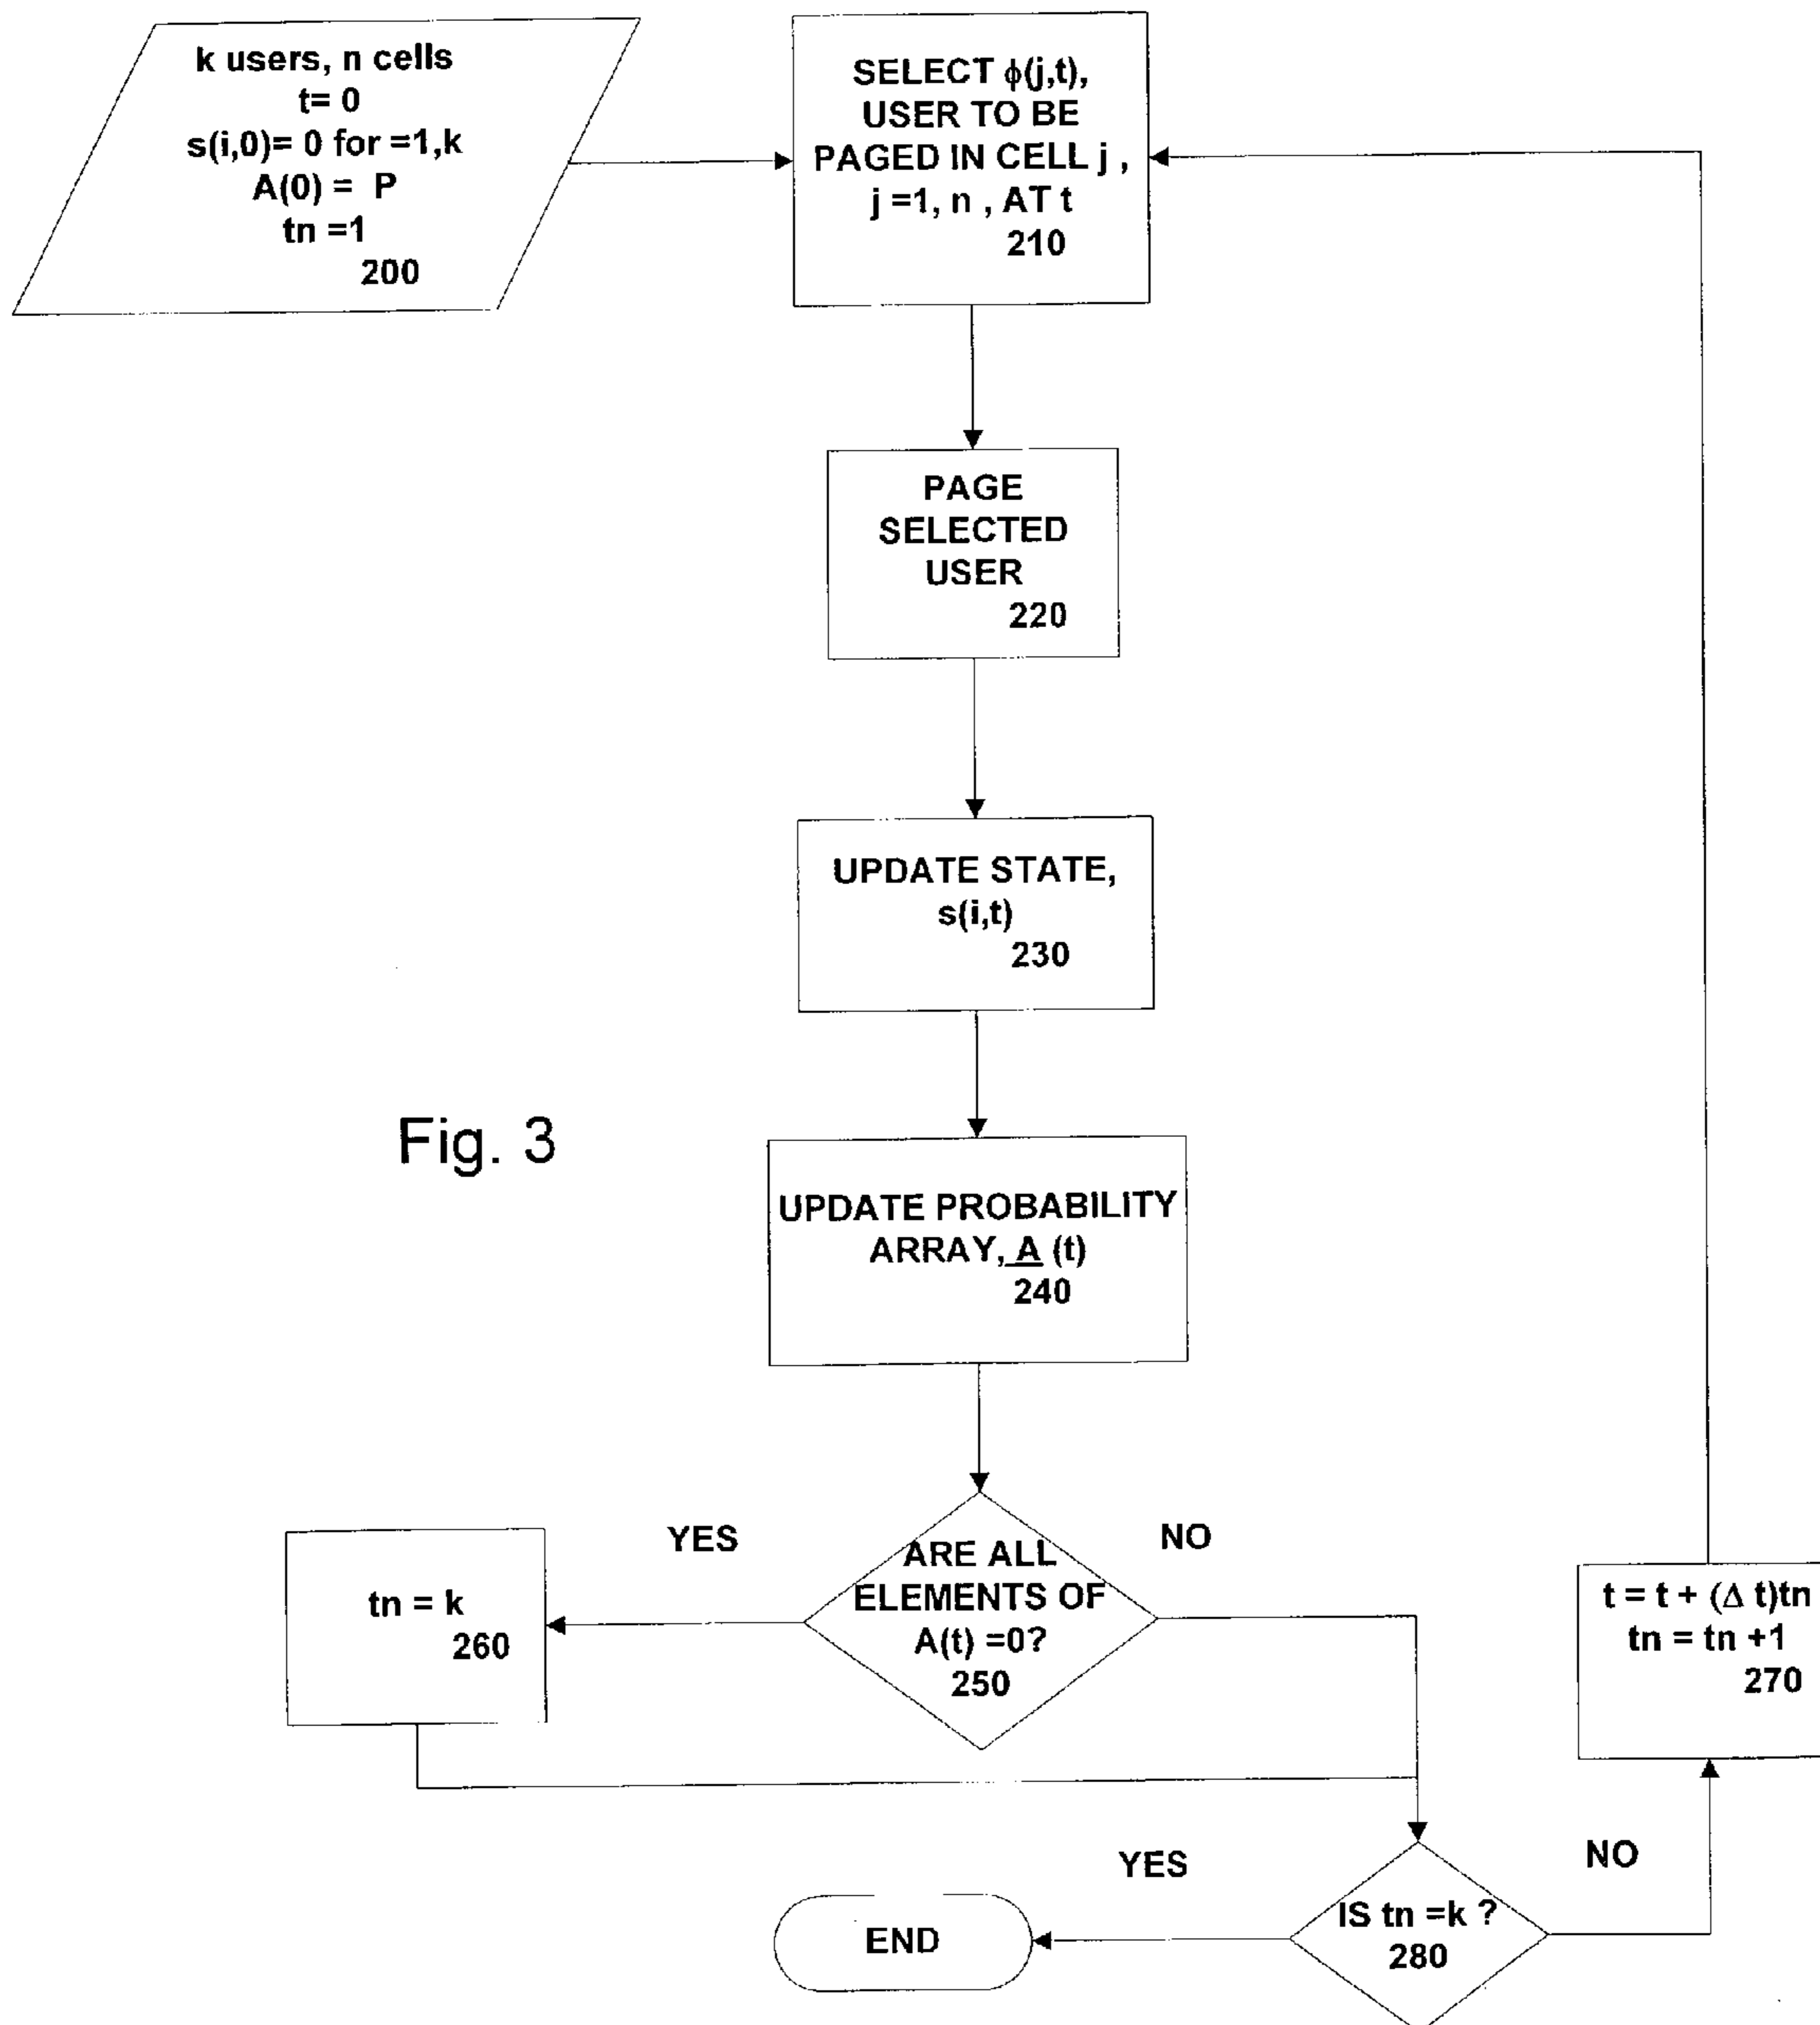 k users, n cells
t= 0
s(i,0)= 0 for =1,k
A(0) = P
tn =1
200
SELECT ϕ(j,t),
USER TO BE
PAGED IN CELL j ,
j =1, n , AT t
210
PAGE
SELECTED
USER
220
UPDATE STATE,
s(i,t)
230
Fig. 3
UPDATE PROBABILITY
ARRAY, A (t)
240
YES
NO
ARE ALL
ELEMENTS OF
A(t) =0?
250
tn = k
260
t = t + (Δ t)tn
tn = tn +1
270
YES
NO
IS tn =k ?
280
END